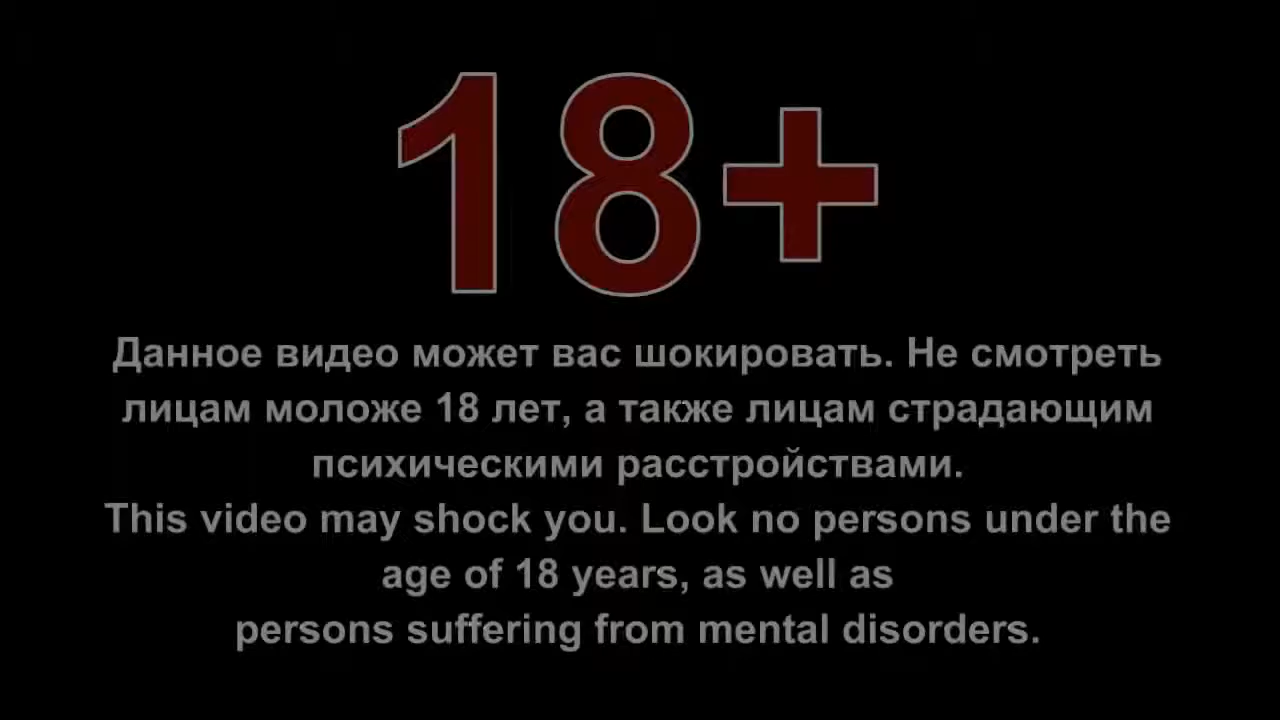 18+
Данное видео может вас шокировать. Не смотреть
лицам моложе 18 лет, а также лицам страдающим
психическими расстройствами.
This video may shock you. Look no persons under the
age of 18 years, as well as
persons suffering from mental disorders.